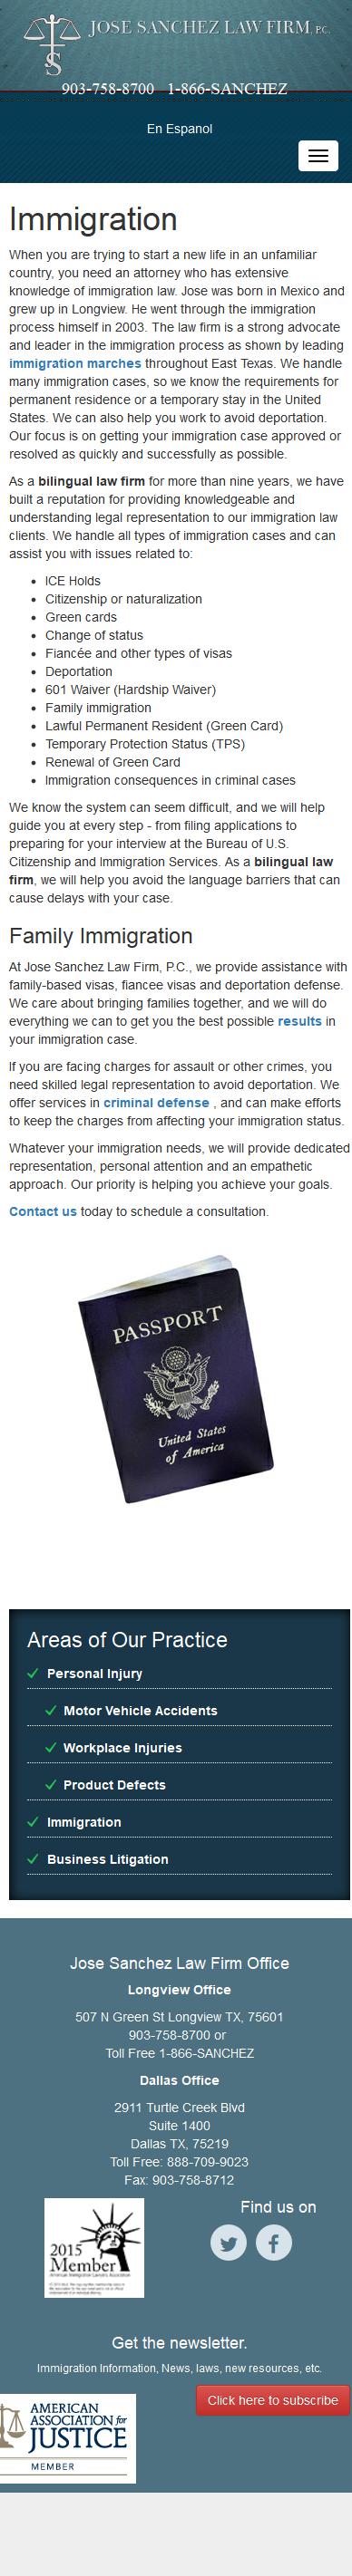 JOSE SANCHEZ LAW FIRM, P.C.
903-758-8700 1-866-SANCHEZ
En Espanol
Immigration
When you are trying to start a new life in an unfamiliar
country, you need an attorney who has extensive
knowledge of immigration law. Jose was born in Mexico and
grew up in Longview. He went through the immigration
process himself in 2003. The law firm is a strong advocate
and leader in the immigration process as shown by leading
immigration marches throughout East Texas. We handle
many immigration cases, so we know the requirements for
permanent residence or a temporary stay in the United
States. We can also help you work to avoid deportation.
Our focus is on getting your immigration case approved or
resolved as quickly and successfully as possible.
As a bilingual law firm for more than nine years, we have
built a reputation for providing knowledgeable and
understanding legal representation to our immigration law
clients. We handle all types of immigration cases and can
assist you with issues related to:
• ICE Holds
• Citizenship or naturalization
• Green cards
• Change of status
• Fiancée and other types of visas
• Deportation
• 601 Waiver (Hardship Waiver)
• Family immigration
• Lawful Permanent Resident (Green Card)
• Temporary Protection Status (TPS)
• Renewal of Green Card
• Immigration consequences in criminal cases
We know the system can seem difficult, and we will help
guide you at every step - from filing applications to
preparing for your interview at the Bureau of U.S.
Citizenship and Immigration Services. As a bilingual law
firm, we will help you avoid the language barriers that can
cause delays with your case.
Family Immigration
At Jose Sanchez Law Firm, P.C., we provide assistance with
family-based visas, fiancee visas and deportation defense.
We care about bringing families together, and we will do
everything we can to get you the best possible results in
your immigration case.
If you are facing charges for assault or other crimes, you
need skilled legal representation to avoid deportation. We
offer services in criminal defense , and can make efforts
to keep the charges from affecting your immigration status.
Whatever your immigration needs, we will provide dedicated
representation, personal attention and an empathetic
approach. Our priority is helping you achieve your goals.
Contact us today to schedule a consultation.
PASSPORT
United States
of America
Areas of Our Practice
Personal Injury
Motor Vehicle Accidents
Workplace Injuries
Product Defects
Immigration
Business Litigation
Jose Sanchez Law Firm Office
Longview Office
507 N Green St Longview TX, 75601
903-758-8700 or
Toll Free 1-866-SANCHEZ
Dallas Office
2911 Turtle Creek Blvd
Suite 1400
Dallas TX, 75219
Toll Free: 888-709-9023
Fax: 903-758-8712
Find us on
2015
Member
American Immigration Lawyers Association
Get the newsletter.
Immigration Information, News, laws, new resources, etc.
Click here to subscribe
AMERICAN
ASSOCIATION for
JUSTICE
MEMBER